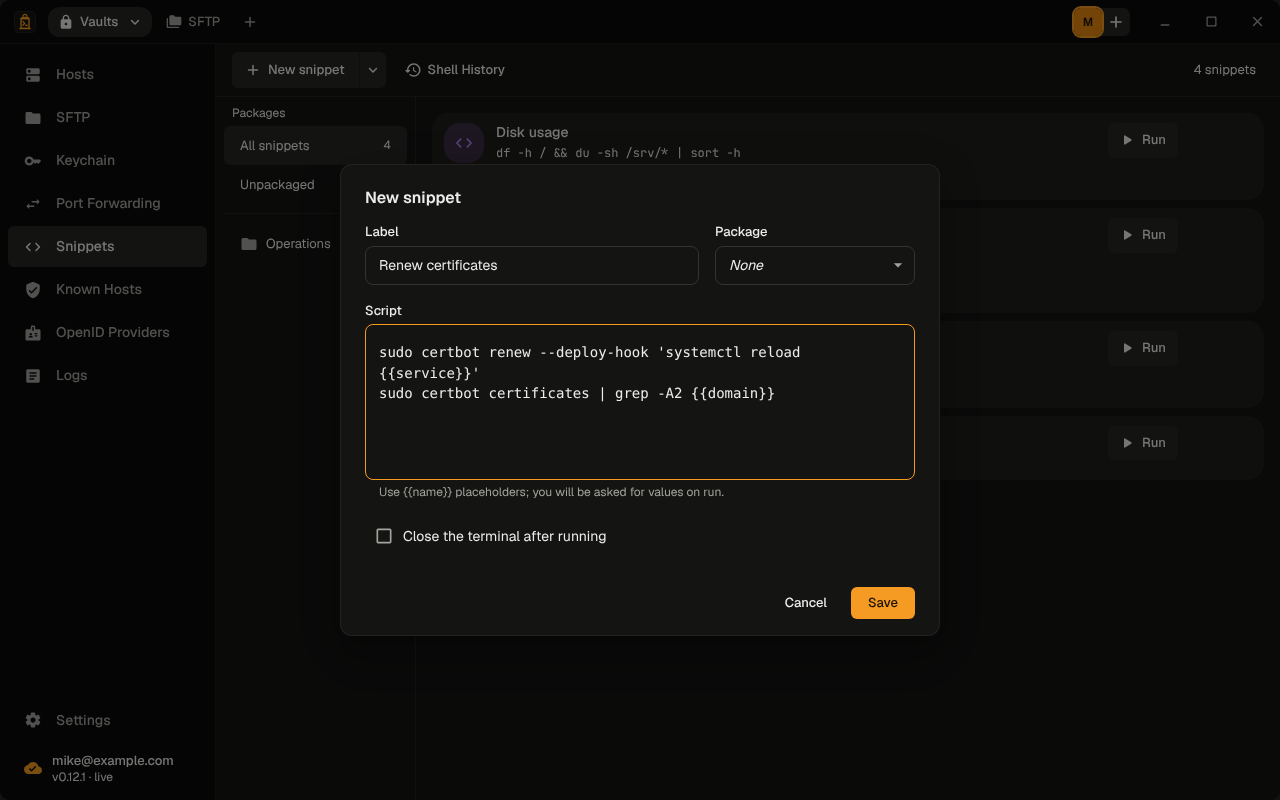 Vaults
SFTP
M
Hosts
SFTP
Keychain
Port Forwarding
Snippets
Known Hosts
OpenID Providers
Logs
Settings
mike@example.com
v0.12.1 · live
New snippet
Shell History
4 snippets
Packages
All snippets 4
Unpackaged
Operations
Disk usage
df -h / && du -sh /srv/* | sort -h
Run
Run
Run
Run
New snippet
Label
Renew certificates
Package
None
Script
sudo certbot renew --deploy-hook 'systemctl reload
{{service}}'
sudo certbot certificates | grep -A2 {{domain}}
Use {{name}} placeholders; you will be asked for values on run.
Close the terminal after running
Cancel
Save